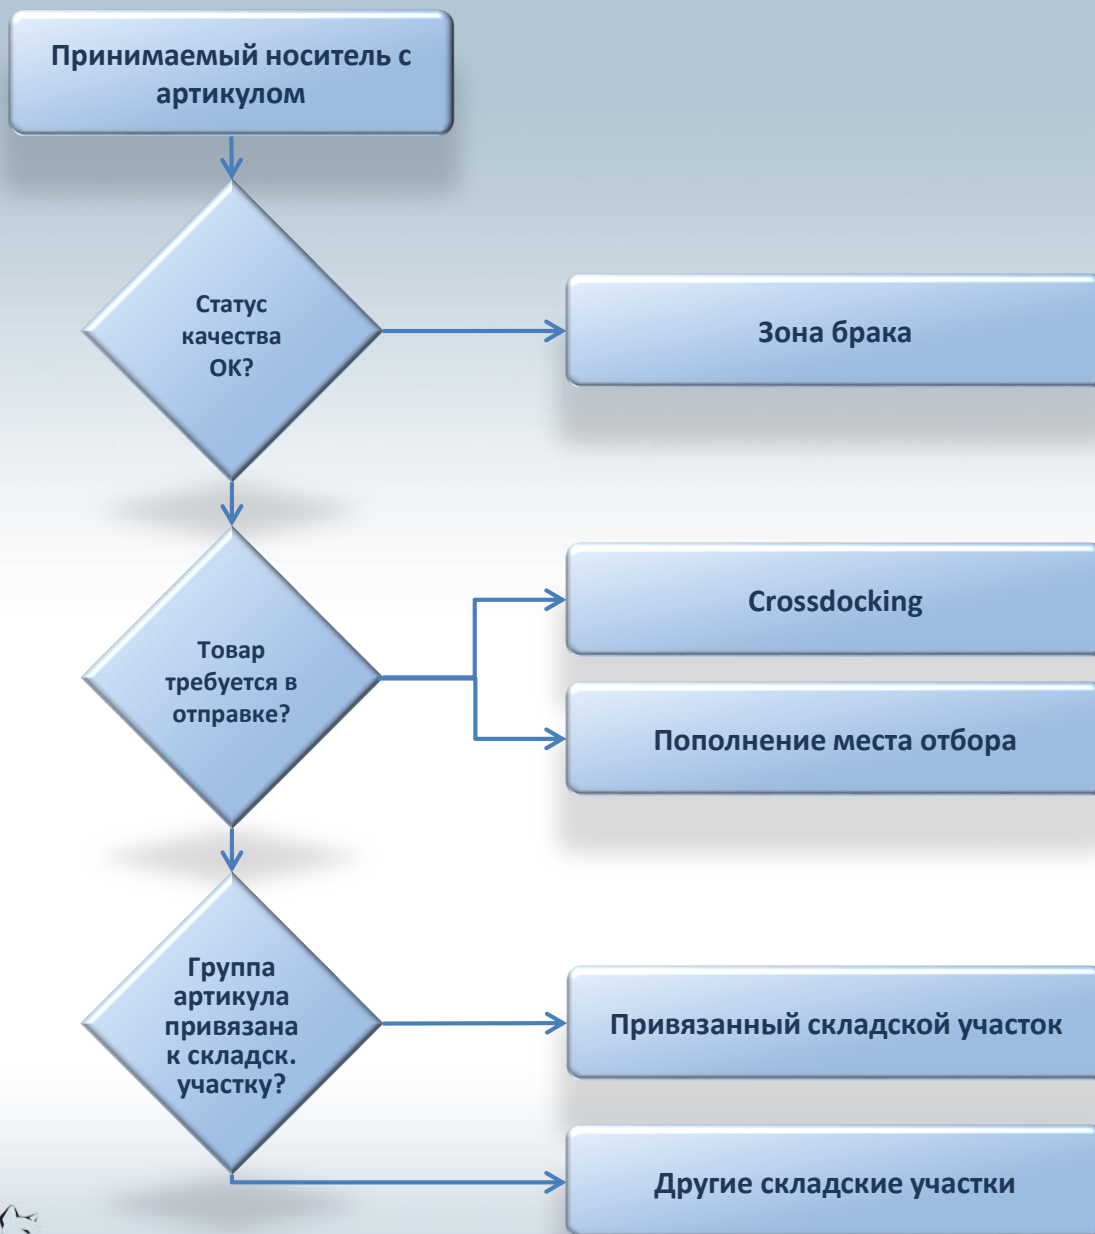 Принимаемый носитель с
артикулом
Статус
качества
ОК?
Зона брака
Товар
требуется в
отправке?
Crossdocking
Пополнение места отбора
Группа
артикула
привязана
к складск.
участку?
Привязанный складской участок
Другие складские участки